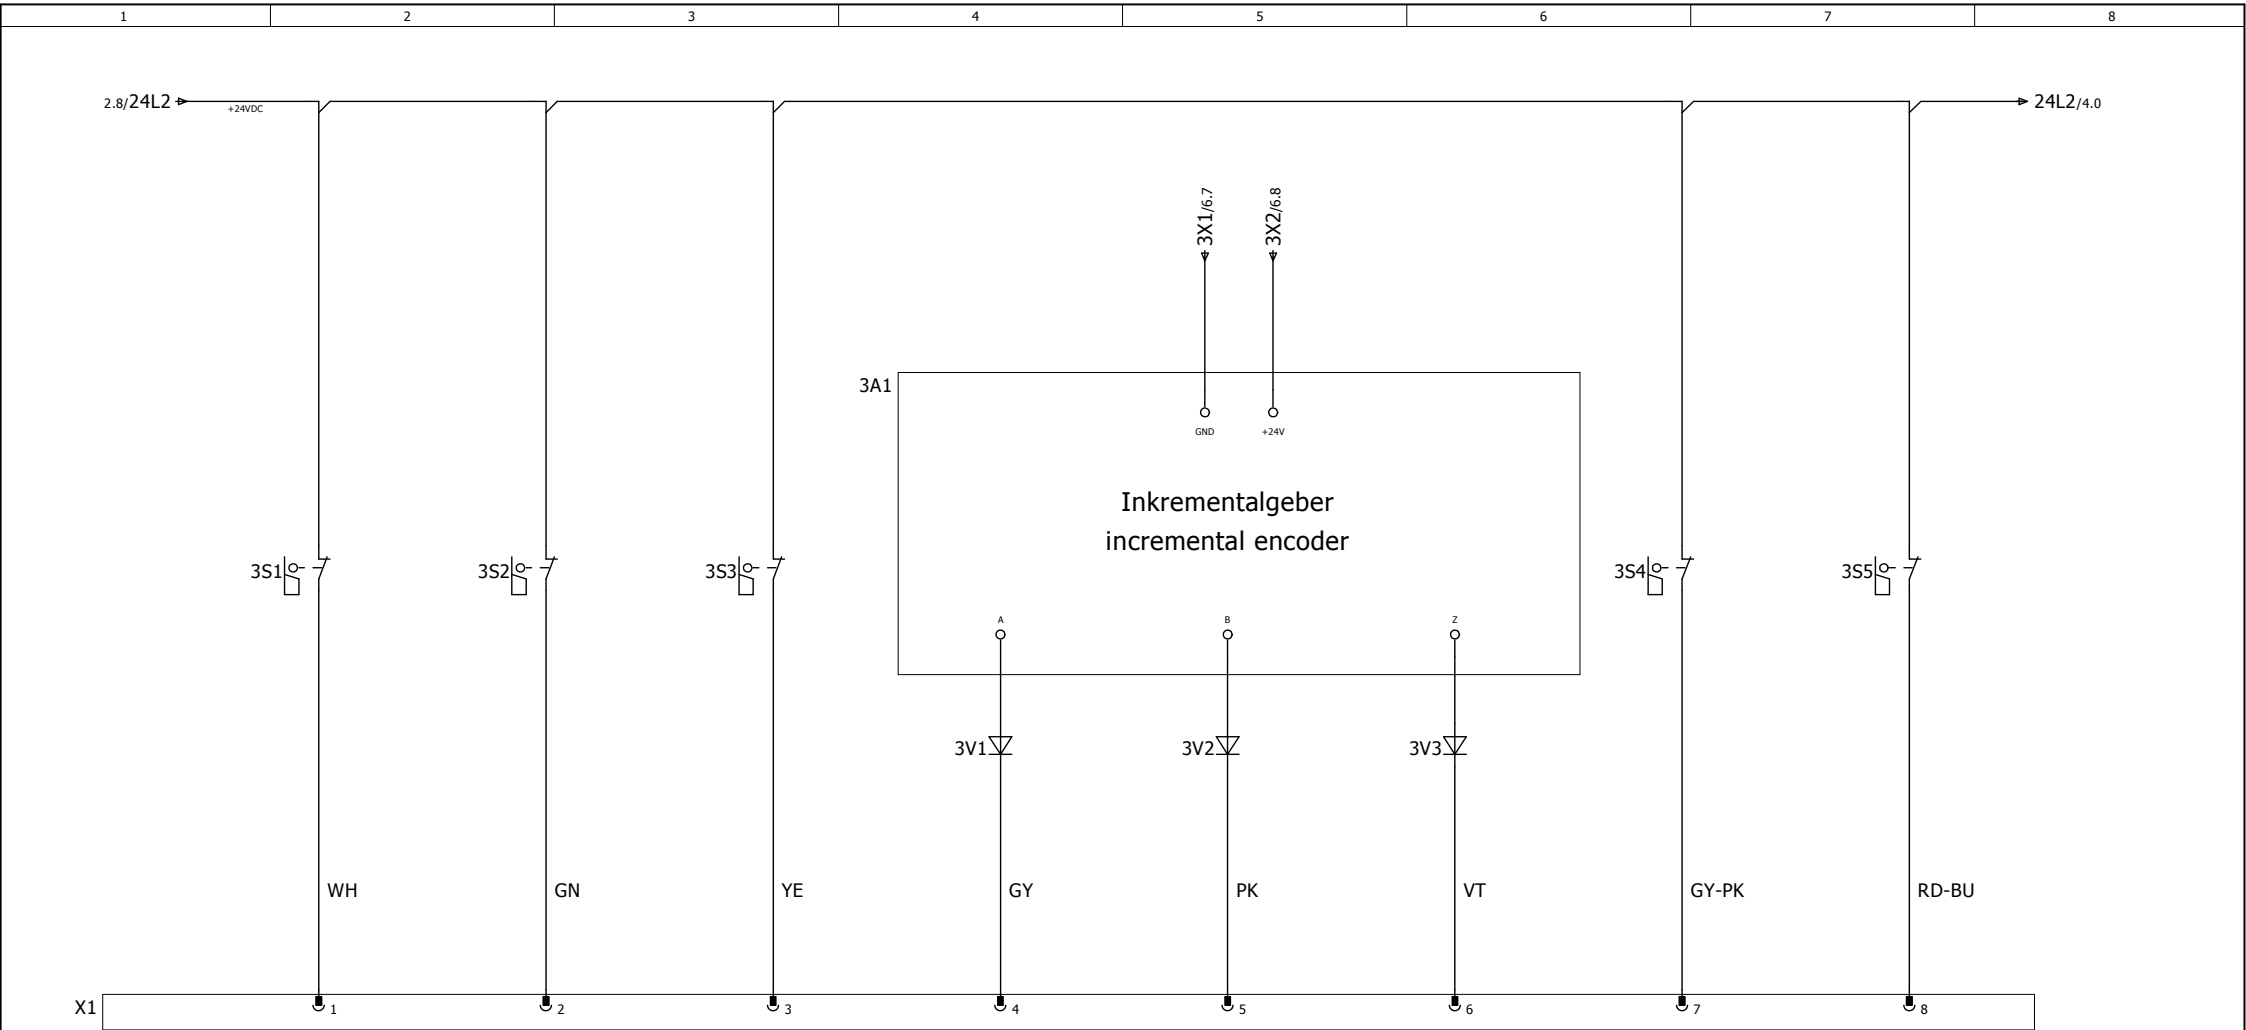 1 2 3 4 5 6 7 8
2.8/24L2 +24VDC 24L2/4.0
3X1/6.7 3X2/6.8
3A1
GND +24V
Inkrementalgeber
incremental encoder
3S1 3S2 3S3 3S4 3S5
A B Z
3V1 3V2 3V3
WH GN YE GY PK VT GY-PK RD-BU
X1 1 2 3 4 5 6 7 8